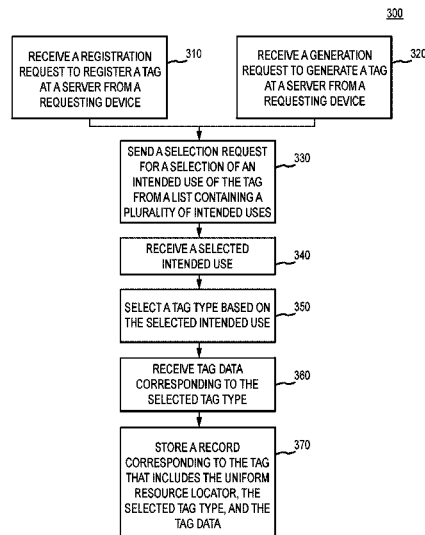 300
RECEIVE A REGISTRATION
REQUEST TO REGISTER A TAG
AT A SERVER FROM A
REQUESTING DEVICE
310
RECEIVE A GENERATION
REQUEST TO GENERATE A TAG
AT A SERVER FROM A
REQUESTING DEVICE
320
SEND A SELECTION REQUEST
FOR A SELECTION OF AN
INTENDED USE OF THE TAG
FROM A LIST CONTAINING A
PLURALITY OF INTENDED USES
330
RECEIVE A SELECTED
INTENDED USE
340
SELECT A TAG TYPE BASED ON
THE SELECTED INTENDED USE
350
RECEIVE TAG DATA
CORRESPONDING TO THE
SELECTED TAG TYPE
360
STORE A RECORD
CORRESPONDING TO THE TAG
THAT INCLUDES THE UNIFORM
RESOURCE LOCATOR, THE
SELECTED TAG TYPE, AND THE
TAG DATA
370